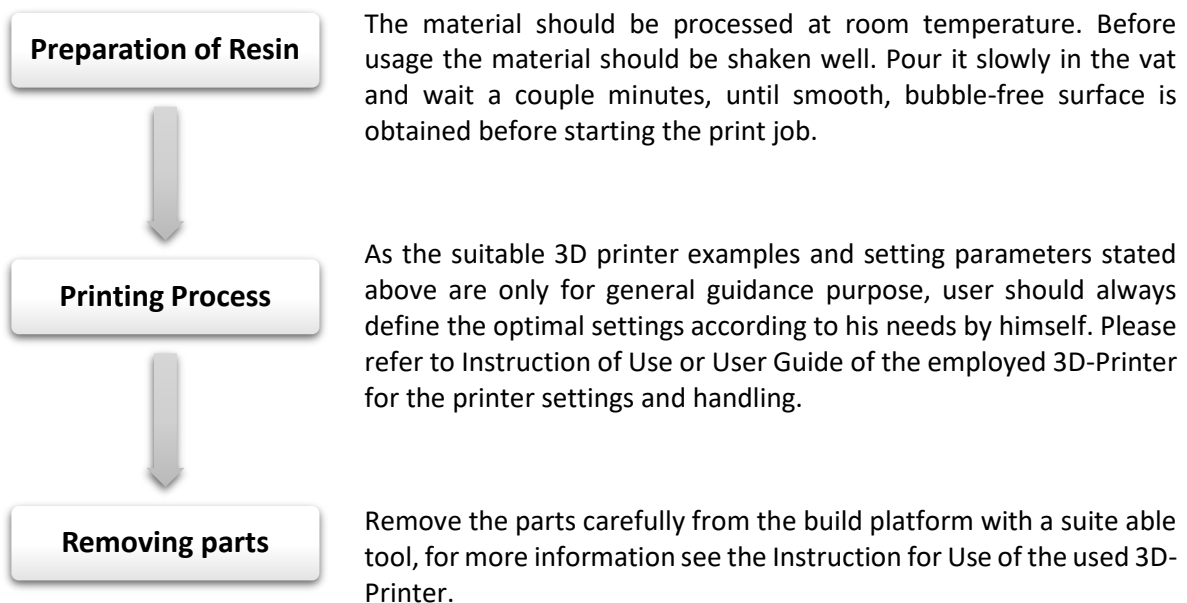 Preparation of Resin
The material should be processed at room temperature. Before
usage the material should be shaken well. Pour it slowly in the vat
and wait a couple minutes, until smooth, bubble-free surface is
obtained before starting the print job.
Printing Process
As the suitable 3D printer examples and setting parameters stated
above are only for general guidance purpose, user should always
define the optimal settings according to his needs by himself. Please
refer to Instruction of Use or User Guide of the employed 3D-Printer
for the printer settings and handling.
Removing parts
Remove the parts carefully from the build platform with a suite able
tool, for more information see the Instruction for Use of the used 3D-
Printer.